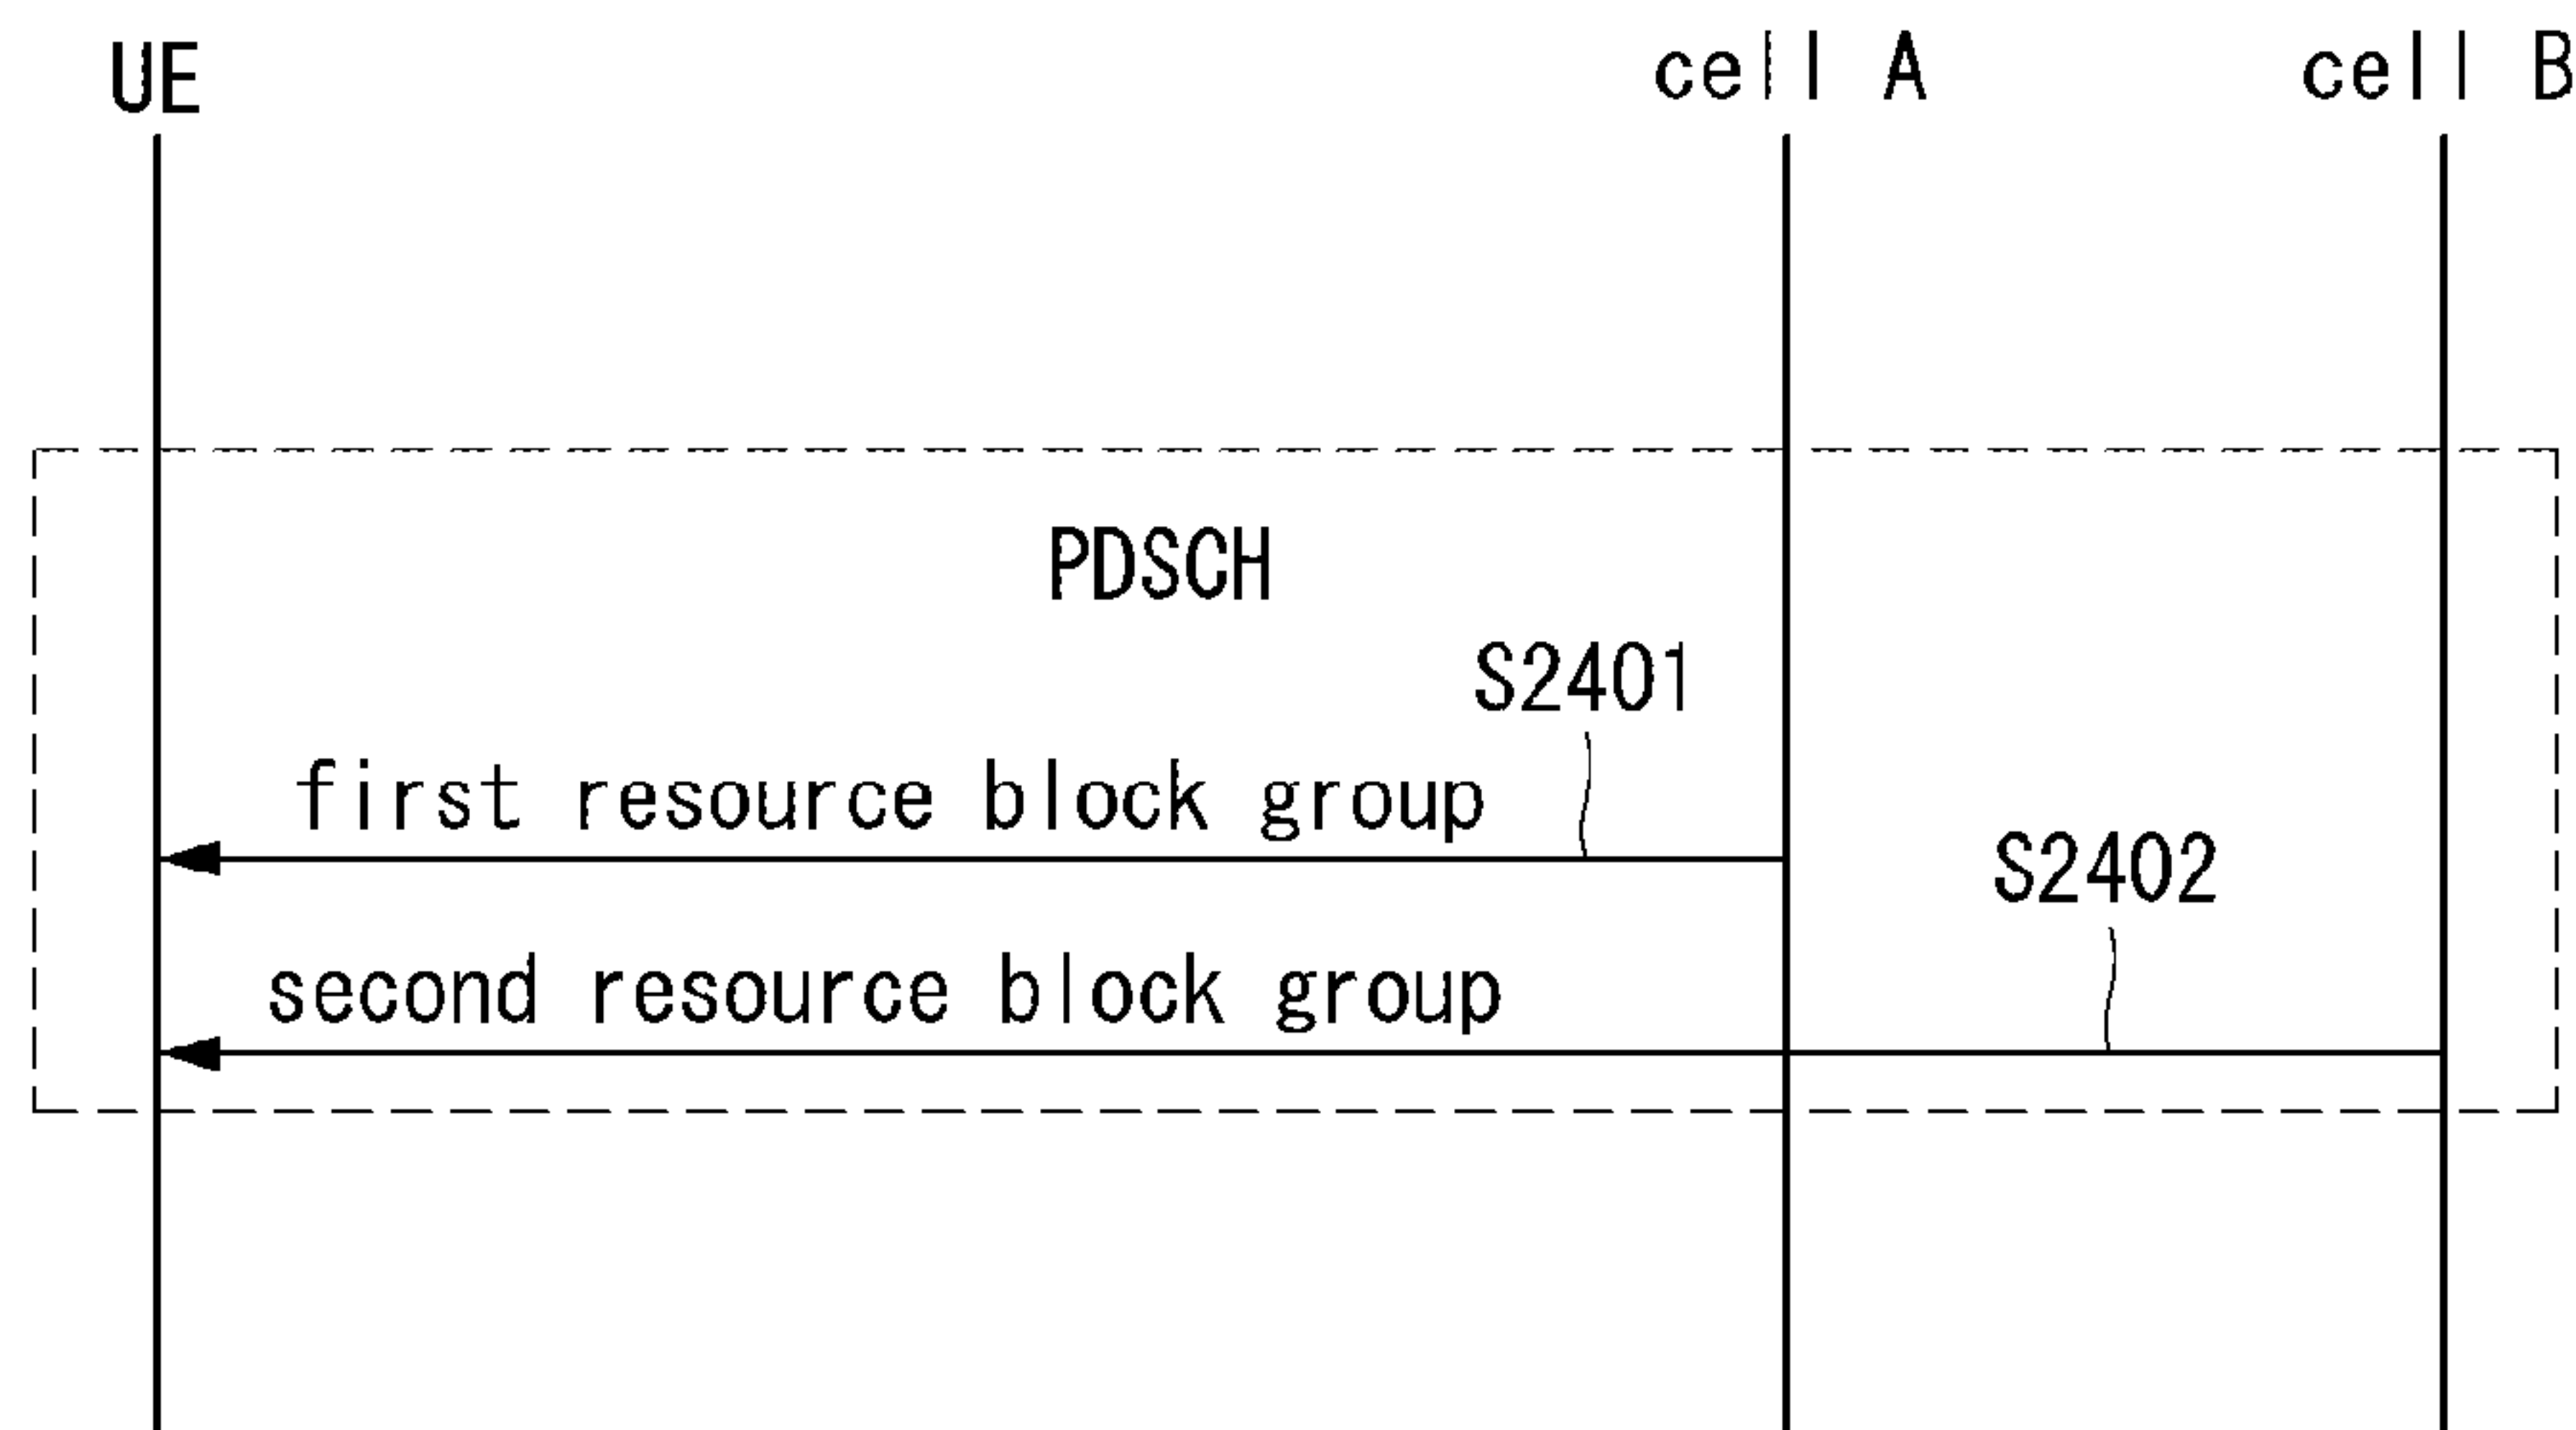 UE cell A cell B
PDSCH
S2401
first resource block group
S2402
second resource block group